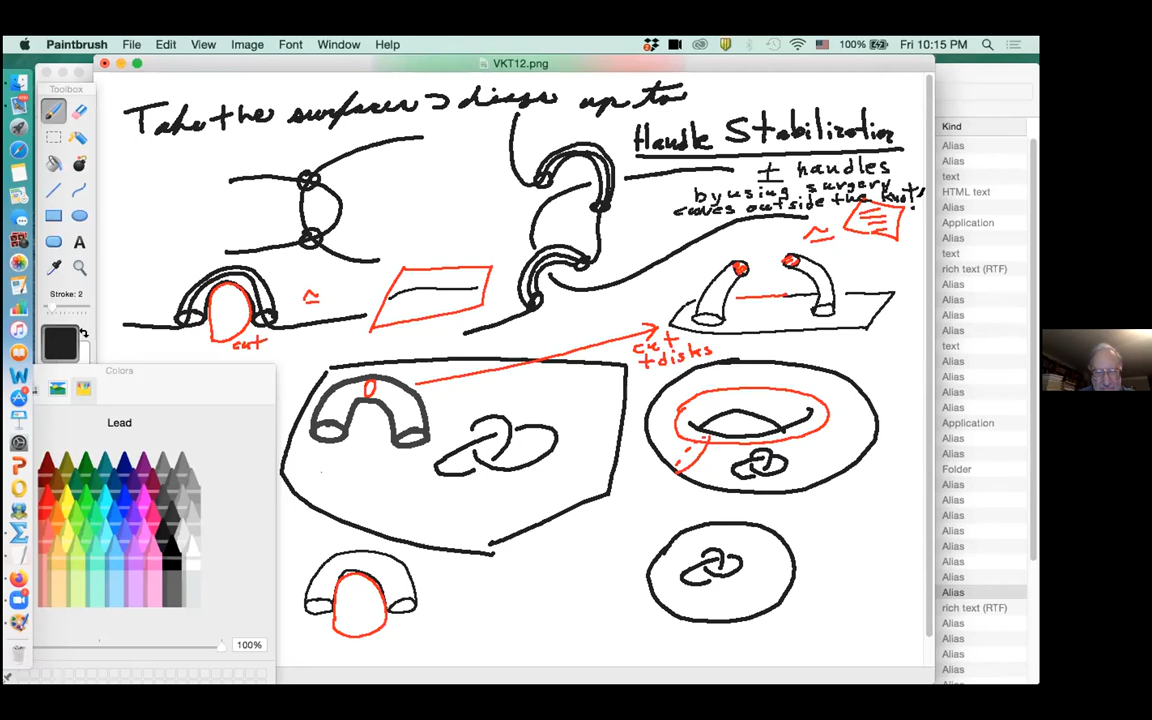 Paintbrush File Edit View Image Font Window Help
100% Fri 10:15 PM
VKT12.png
Toolbox
Take the surfaces ⊃ diags up to
Handle Stabilization
± handles
by using surgery
curves outside the knot!
Kind
Alias
Alias
text
HTML text
Alias
Application
Alias
Alias
text
Alias
Alias
Alias
Alias
Alias
text
Alias
Alias
Alias
Alias
Alias
Application
Alias
Alias
Folder
Alias
Alias
Alias
Alias
Alias
Alias
rich text (RTF)
Alias
Alias
Alias
Stroke: 2
≅
≅
cut
cut
+ disks
Colors
Lead
100%